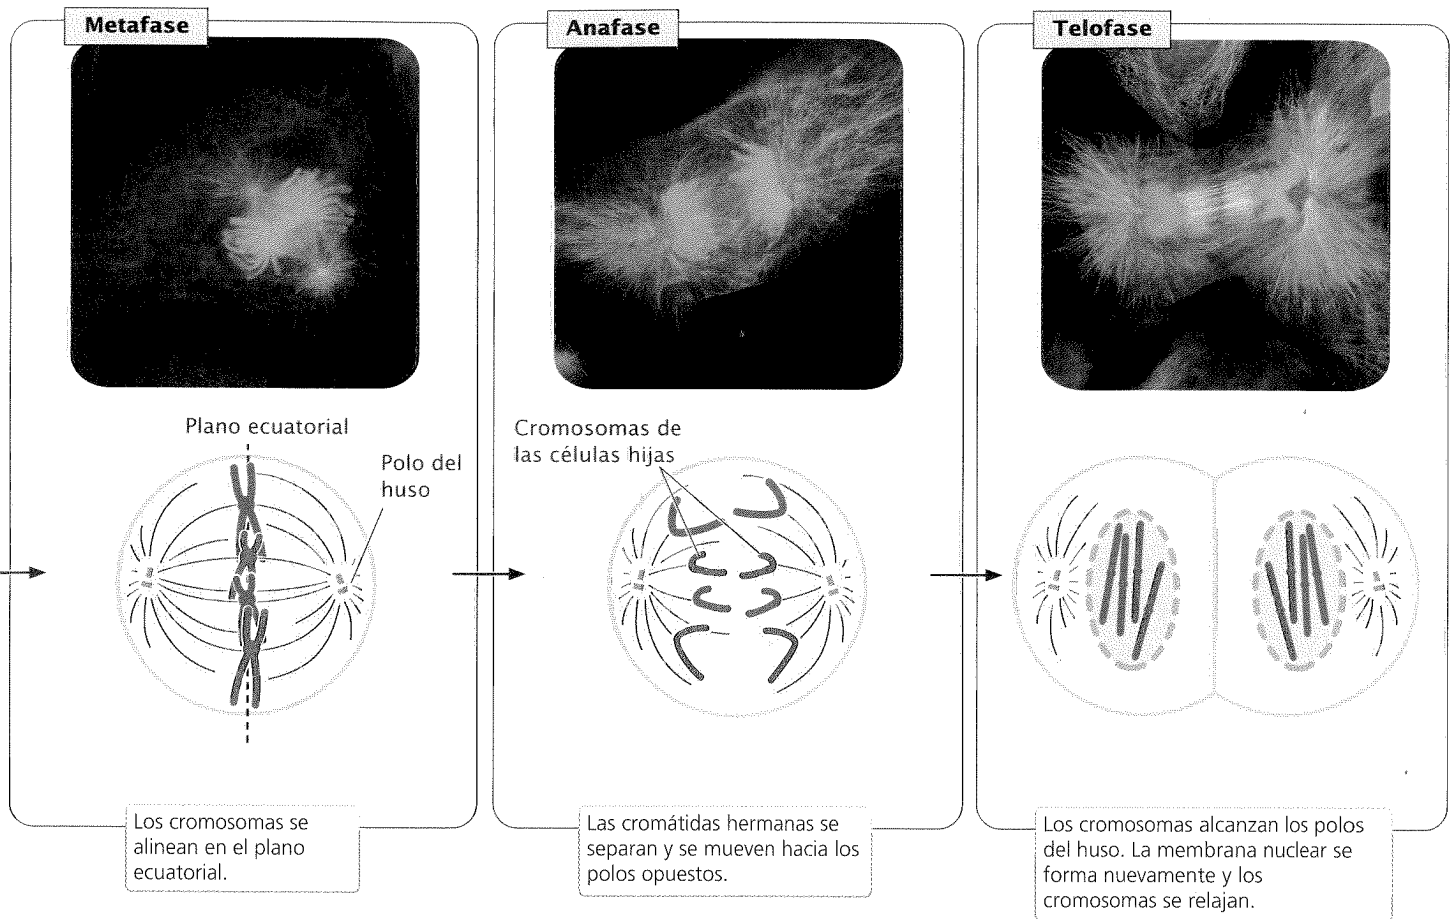 Metafase
Anafase
Telofase
Plano ecuatorial
Polo del
huso
Cromosomas de
las células hijas
Los cromosomas se
alinean en el plano
ecuatorial.
Las cromátidas hermanas se
separan y se mueven hacia los
polos opuestos.
Los cromosomas alcanzan los polos
del huso. La membrana nuclear se
forma nuevamente y los
cromosomas se relajan.